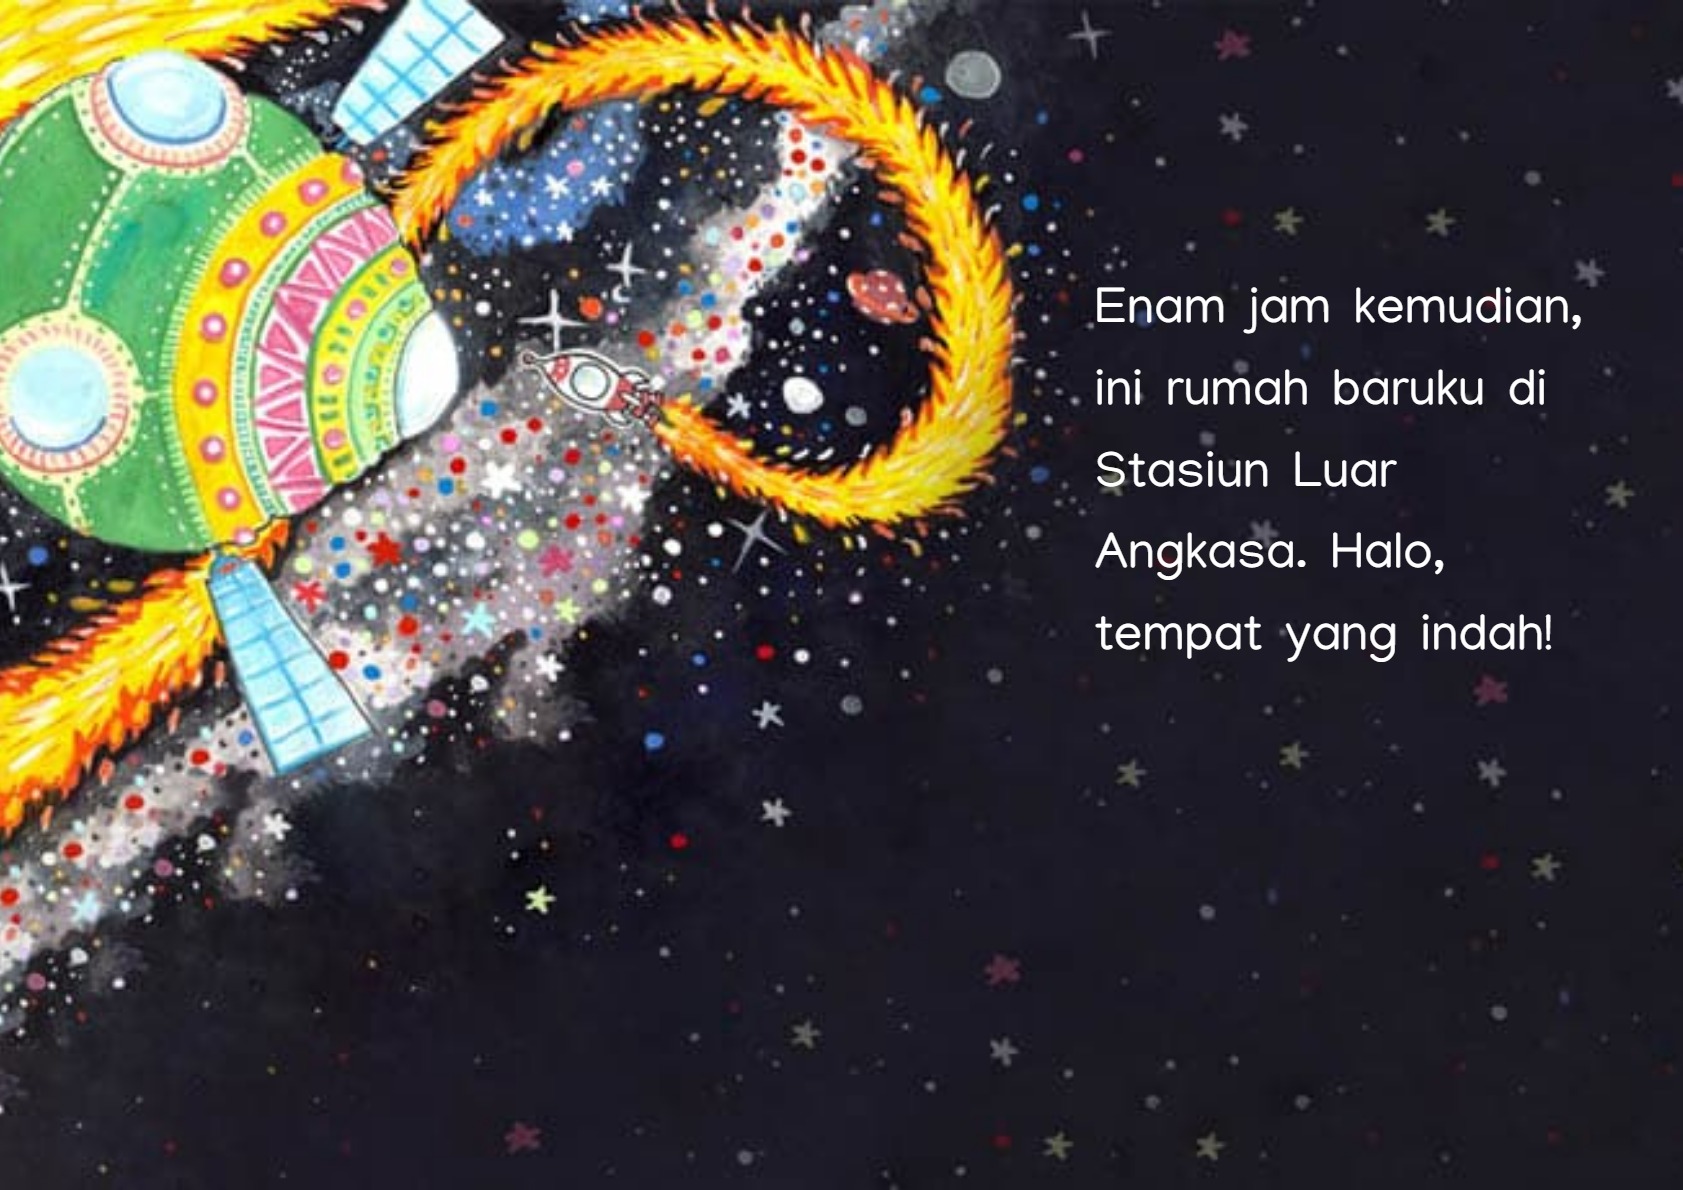 Enam jam kemudian,
ini rumah baruku di
Stasiun Luar
Angkasa. Halo,
tempat yang indah!